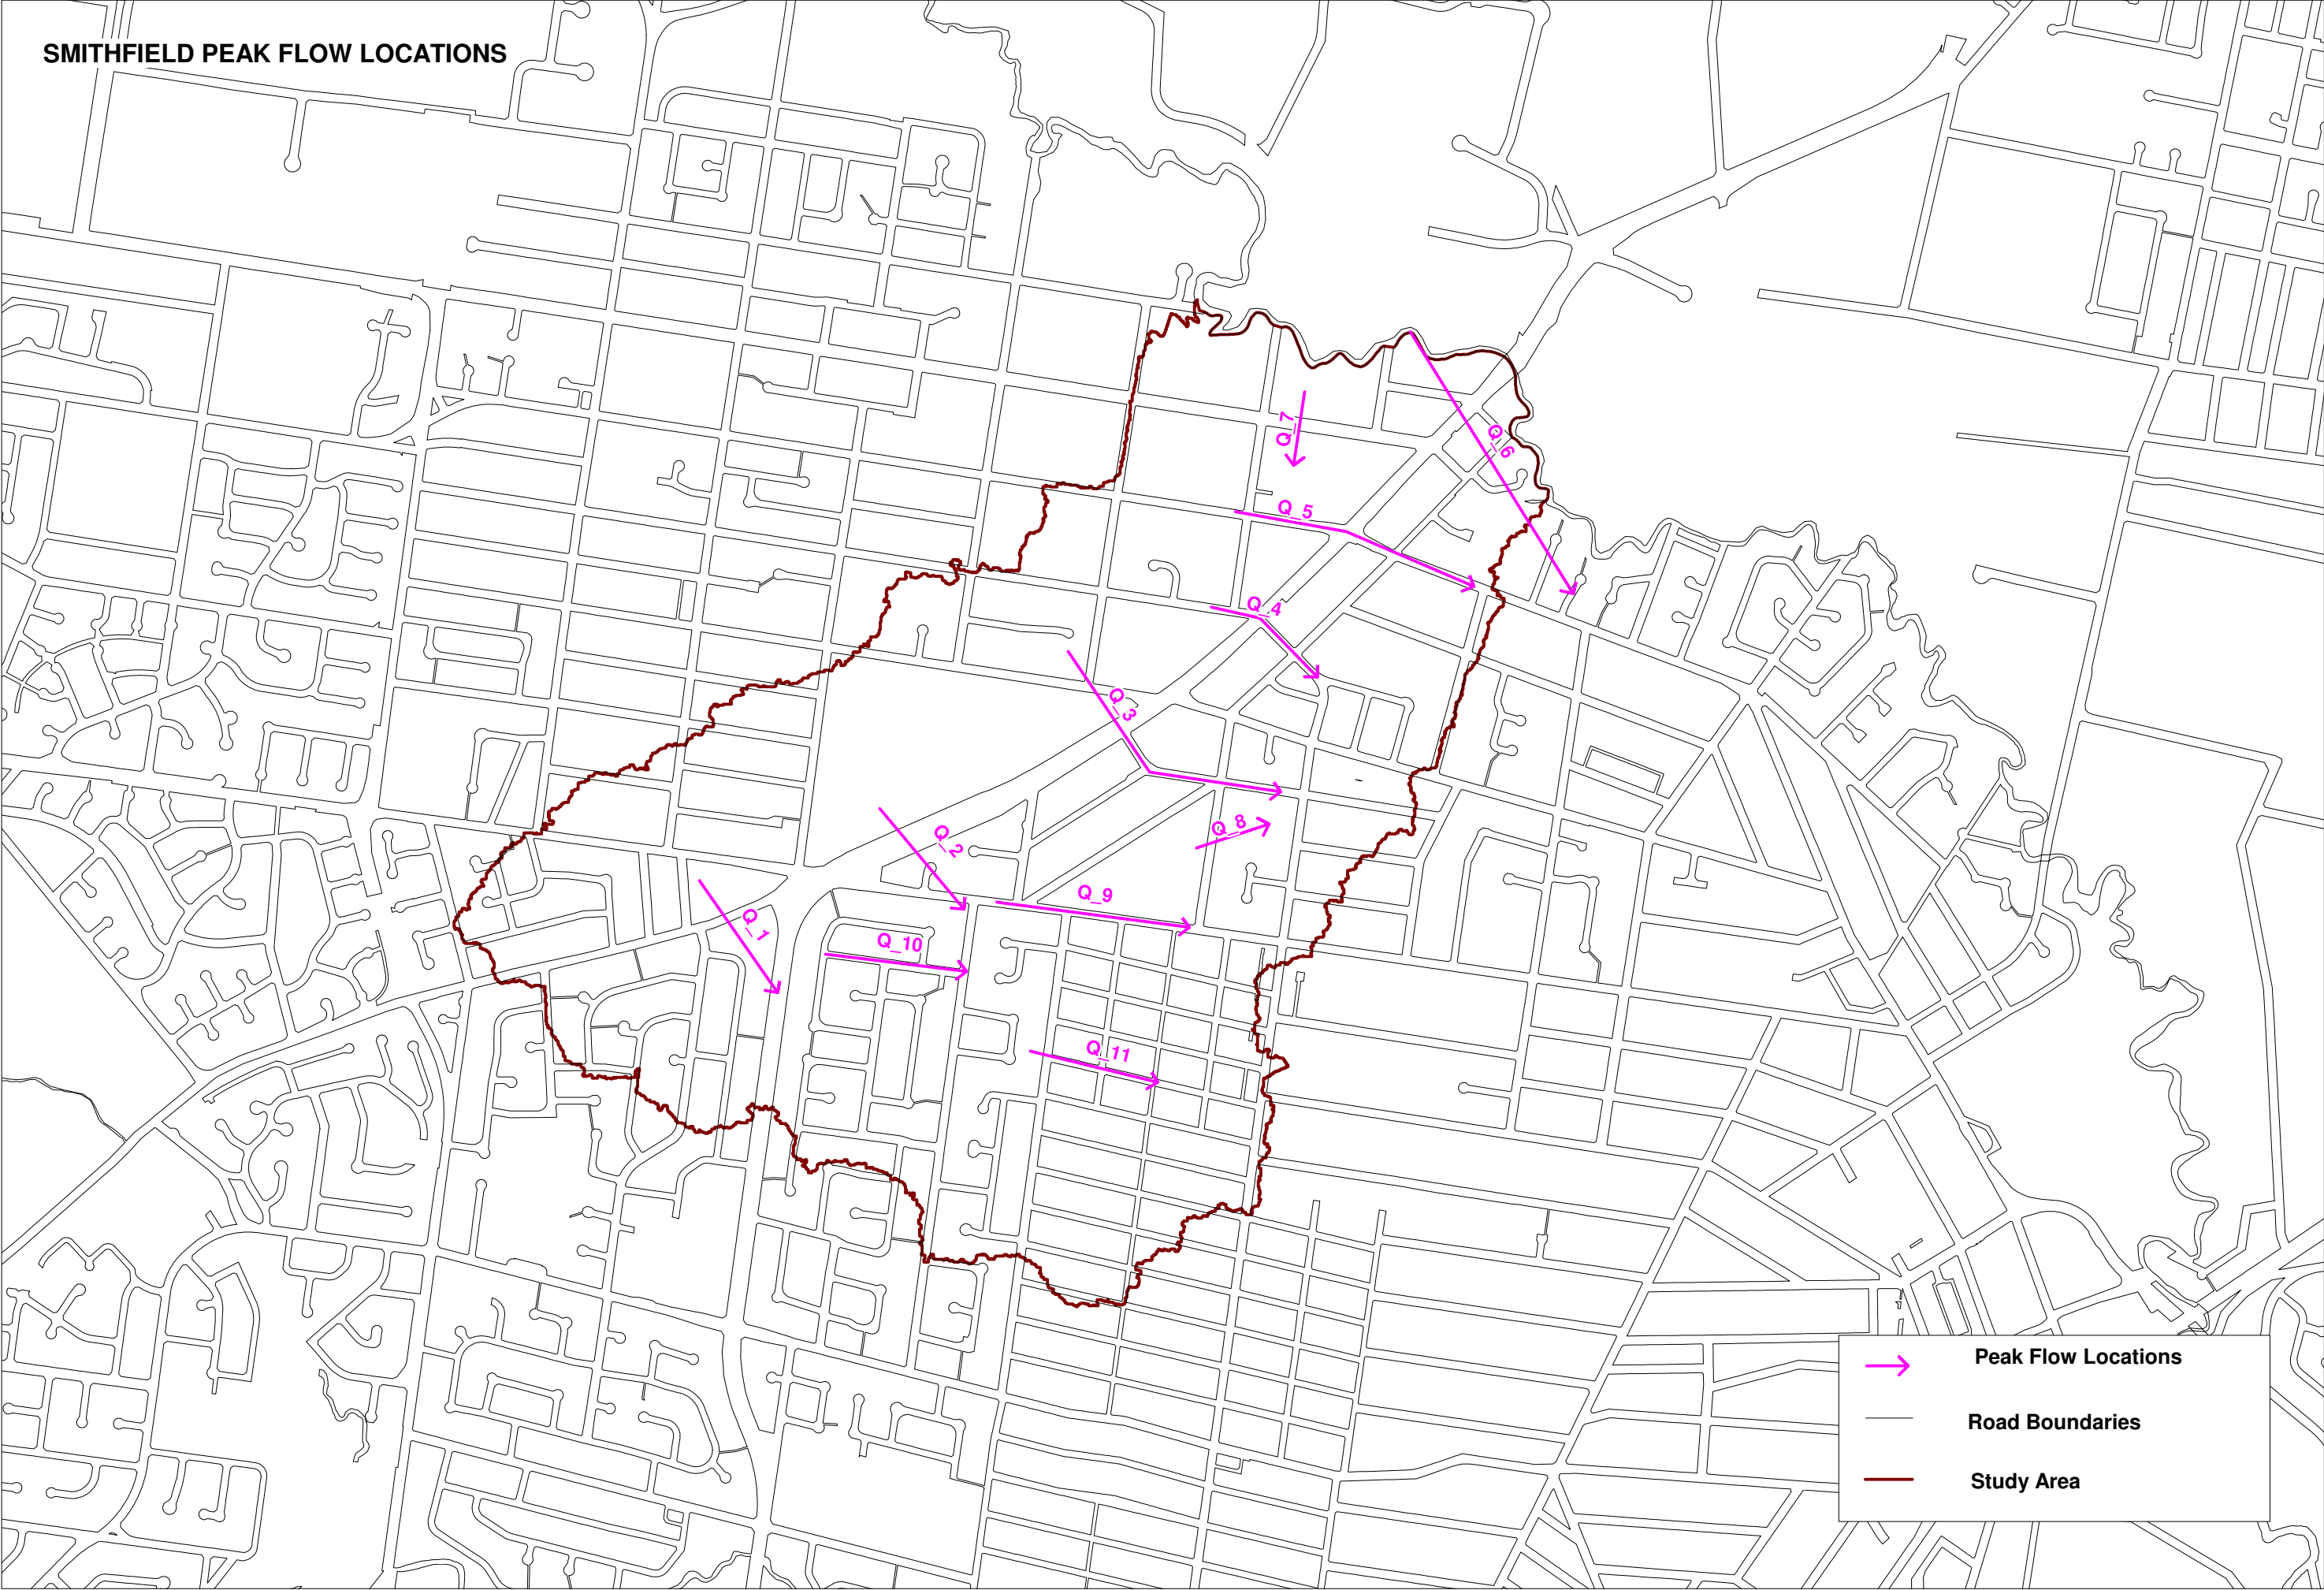 SMITHFIELD PEAK FLOW LOCATIONS
Q_7
Q_6
Q_5
Q_4
Q_3
Q_2
Q_8
Q_9
Q_1
Q_10
Q_11
Peak Flow Locations
Road Boundaries
Study Area